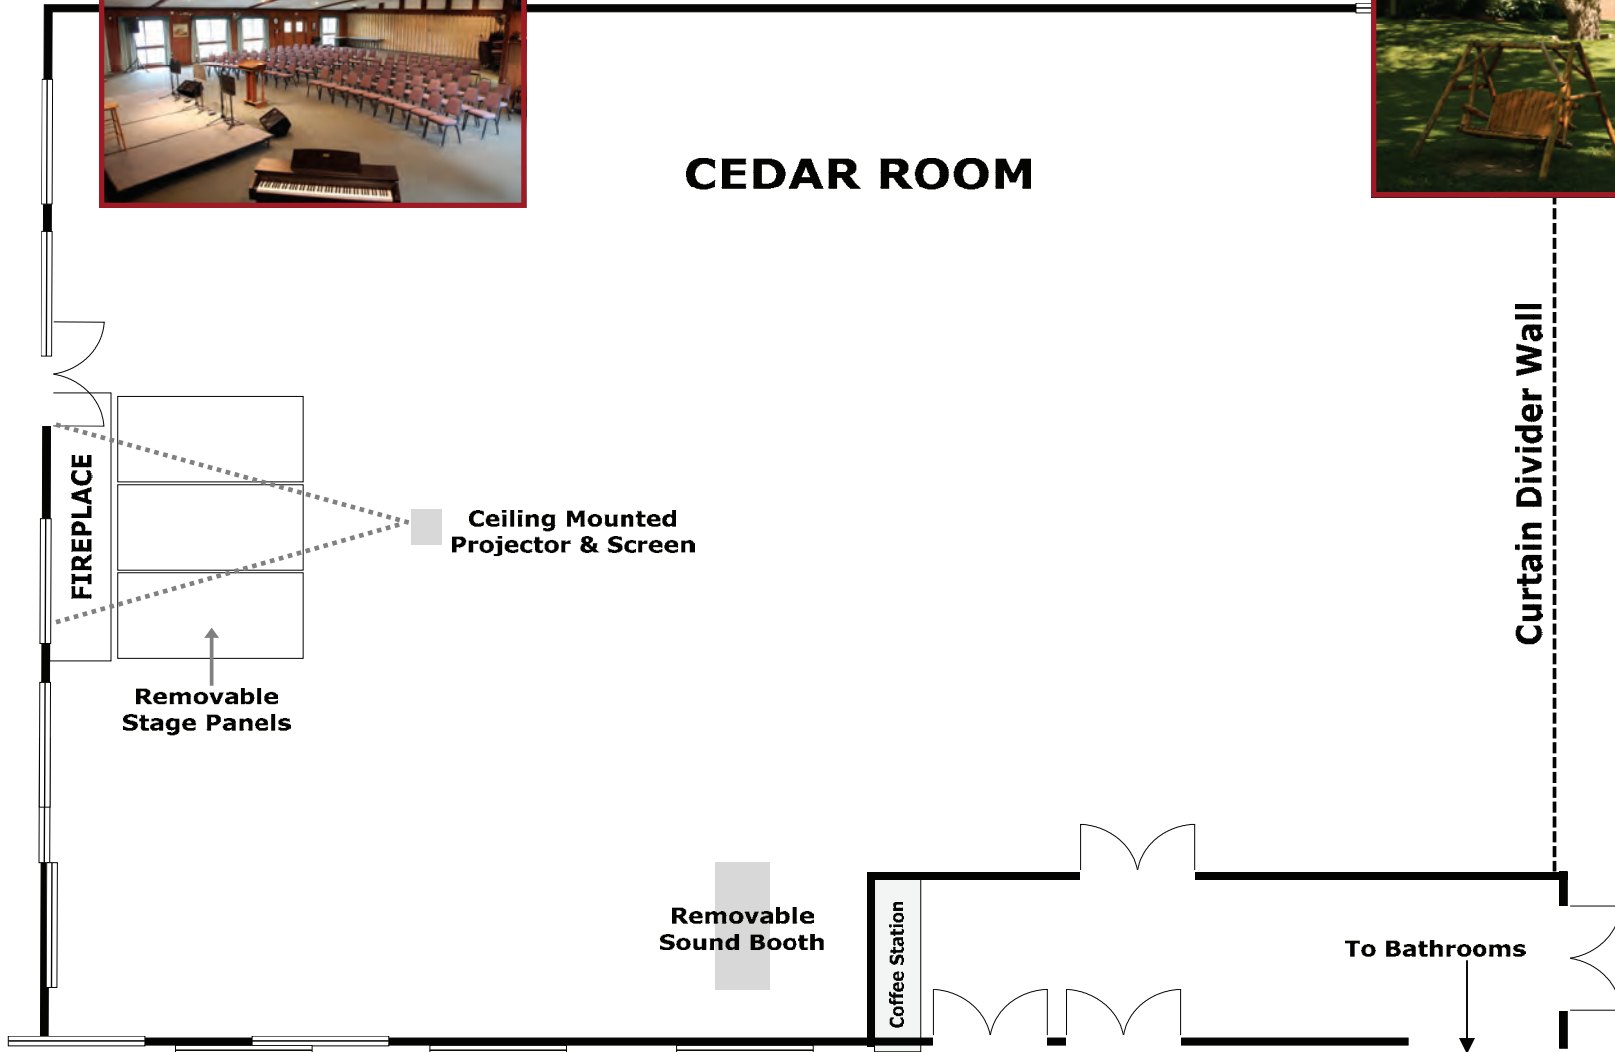 CEDAR ROOM
Curtain Divider Wall
FIREPLACE
Ceiling Mounted
Projector & Screen
Removable
Stage Panels
Removable
Sound Booth
Coffee Station
To Bathrooms